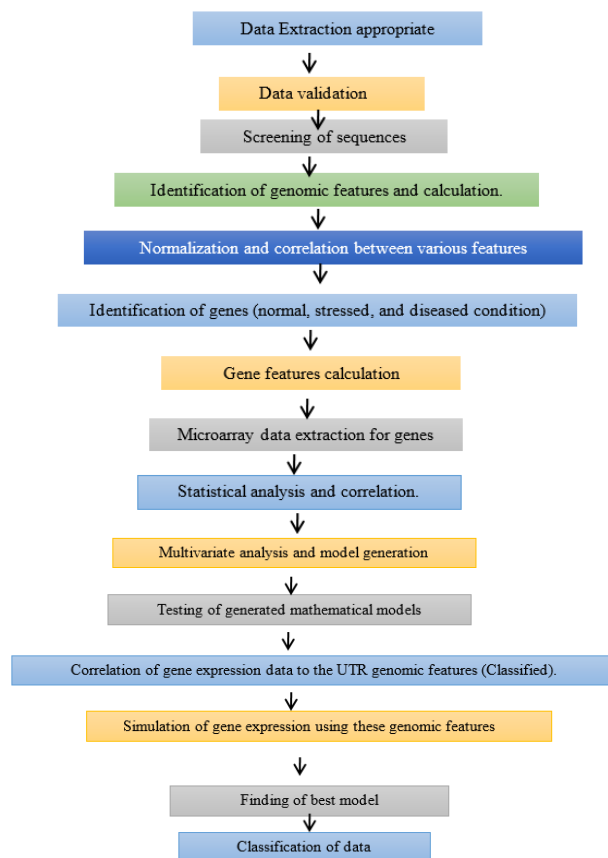 Data Extraction appropriate
Data validation
Screening of sequences
Identification of genomic features and calculation.
Normalization and correlation between various features
Identification of genes (normal, stressed, and diseased condition)
Gene features calculation
Microarray data extraction for genes
Statistical analysis and correlation.
Multivariate analysis and model generation
Testing of generated mathematical models
Correlation of gene expression data to the UTR genomic features (Classified).
Simulation of gene expression using these genomic features
Finding of best model
Classification of data